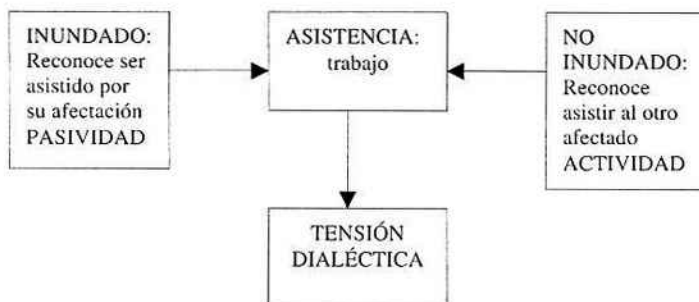 INUNDADO:
Reconoce ser
asistido por
su afectación
PASIVIDAD
ASISTENCIA:
trabajo
NO
INUNDADO:
Reconoce
asistir al otro
afectado
ACTIVIDAD
TENSIÓN
DIALÉCTICA